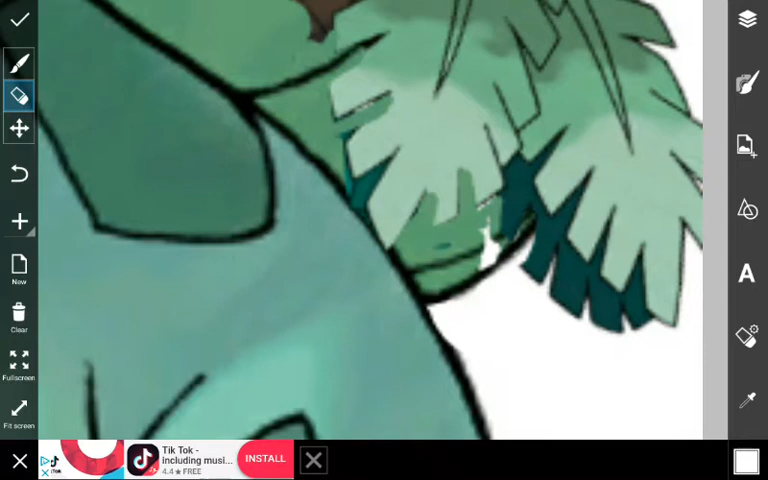 A
New
Clear
Fullscreen
Fit screen
Tik Tok -
including musi...
4.4★FREE
INSTALL